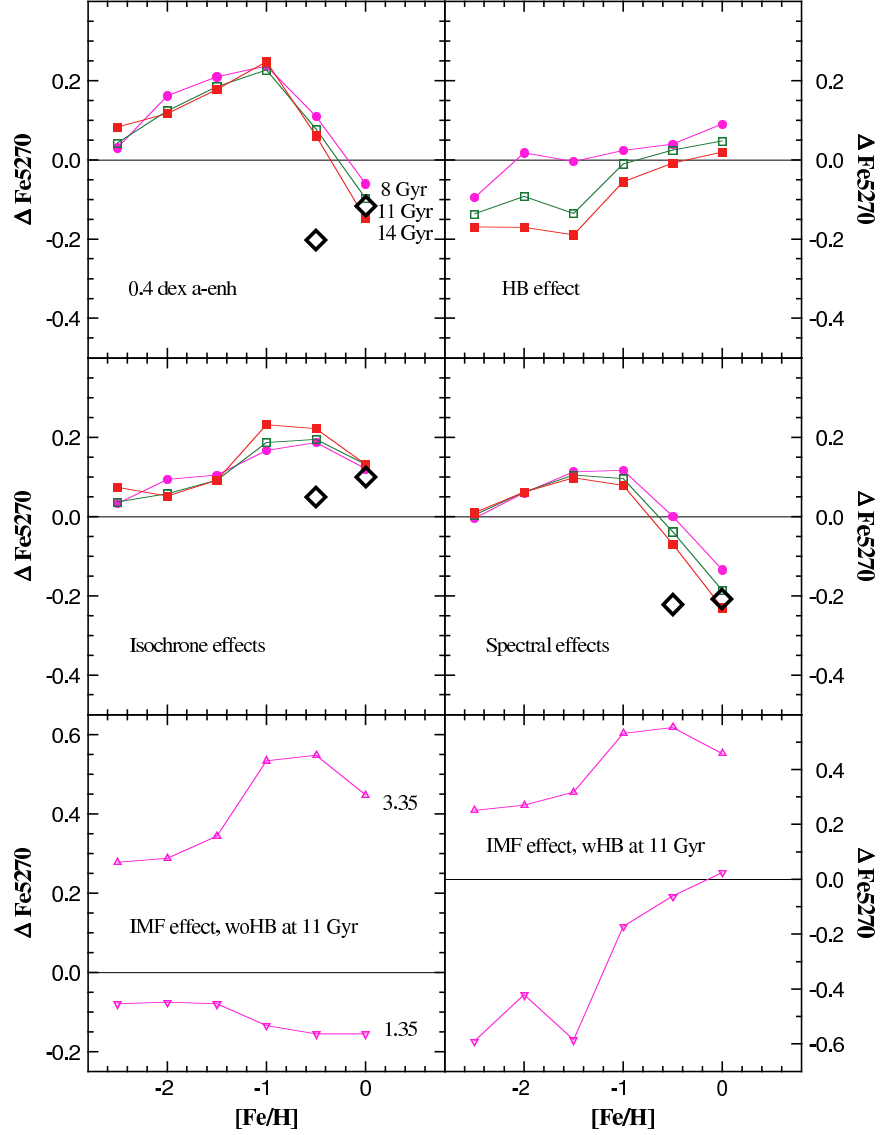 0.2
0.0
-0.2
-0.4
Δ Fe5270
8 Gyr
11 Gyr
14 Gyr
0.4 dex a-enh
HB effect
0.2
0.0
-0.2
-0.4
Δ Fe5270
0.2
0.0
-0.2
-0.4
Δ Fe5270
Isochrone effects
Spectral effects
0.2
0.0
-0.2
-0.4
Δ Fe5270
0.6
0.4
0.2
0.0
-0.2
Δ Fe5270
3.35
IMF effect, woHB at 11 Gyr
1.35
-2
-1
0
[Fe/H]
IMF effect, wHB at 11 Gyr
0.4
0.2
0.0
-0.2
-0.4
-0.6
Δ Fe5270
-2
-1
0
[Fe/H]